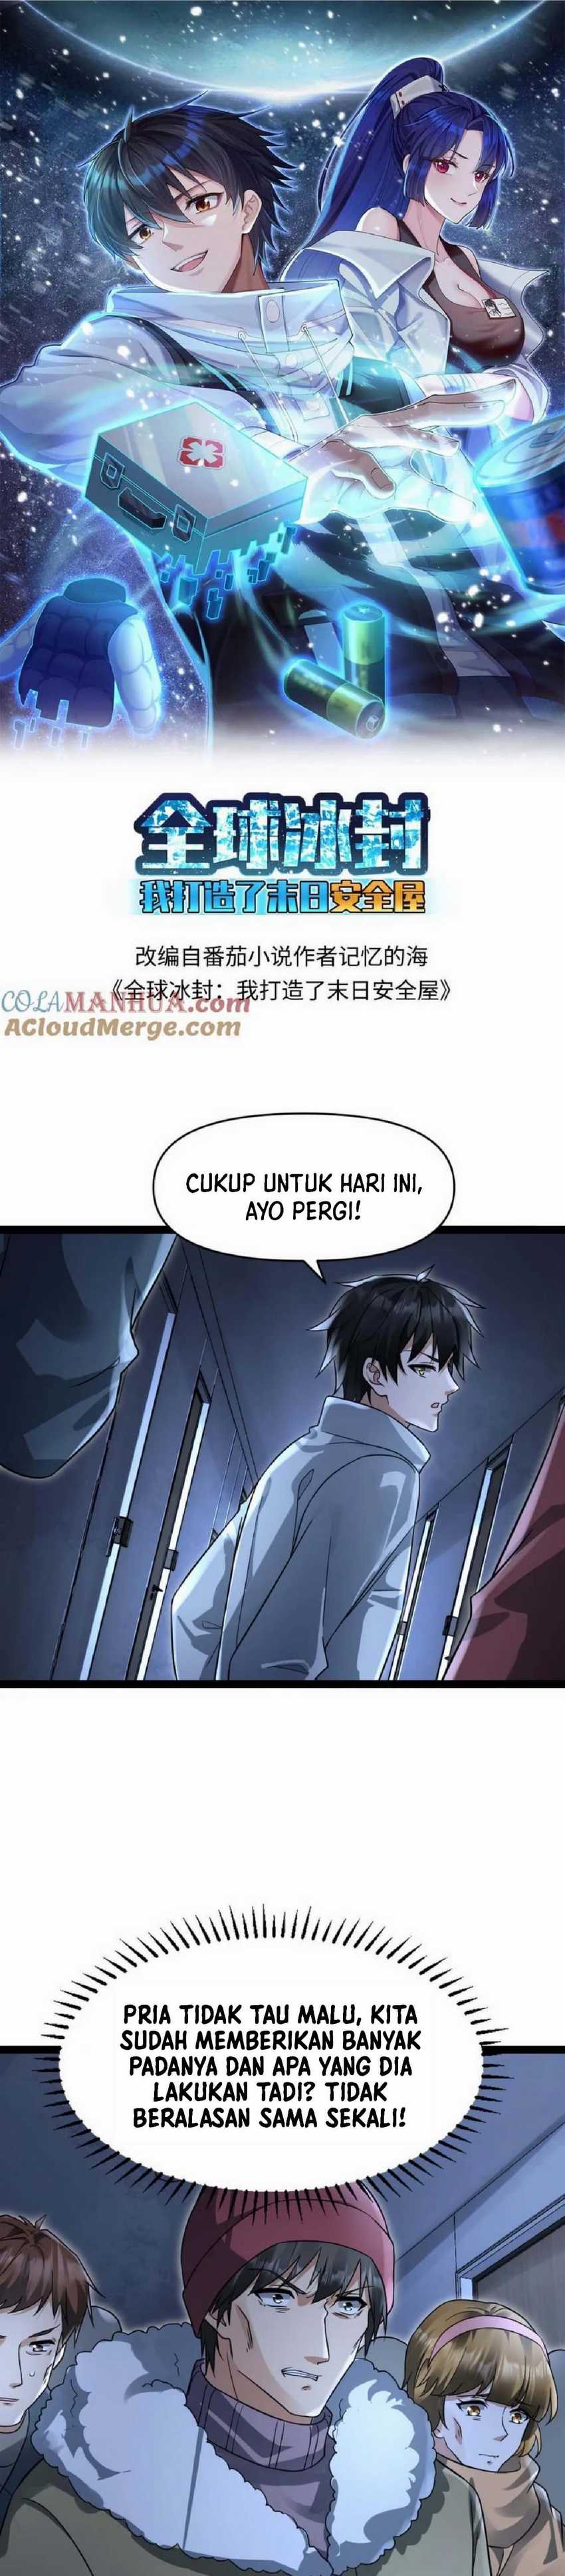 全球冰封
我打造了末日安全屋
改编自番茄小说作者记忆的海
《全球冰封：我打造了末日安全屋》
COLAMANHUA.com
ACloudMerge.com
CUKUP UNTUK HARI INI,
AYO PERGI!
PRIA TIDAK TAU MALU, KITA
SUDAH MEMBERIKAN BANYAK
PADANYA DAN APA YANG DIA
LAKUKAN TADI? TIDAK
BERALASAN SAMA SEKALI!